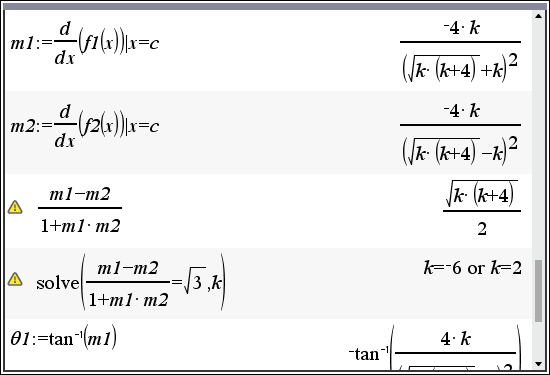 m1:=d/dx(f1(x))|x=c
⁻4·k/(√(k·(k+4))+k)²
m2:=d/dx(f2(x))|x=c
⁻4·k/(√(k·(k+4))−k)²
(m1−m2)/(1+m1·m2)
√(k·(k+4))/2
solve((m1−m2)/(1+m1·m2)=√3,k)
k=⁻6 or k=2
θ1:=tan⁻¹(m1)
⁻tan⁻¹(4·k/(√(k·(k+4))